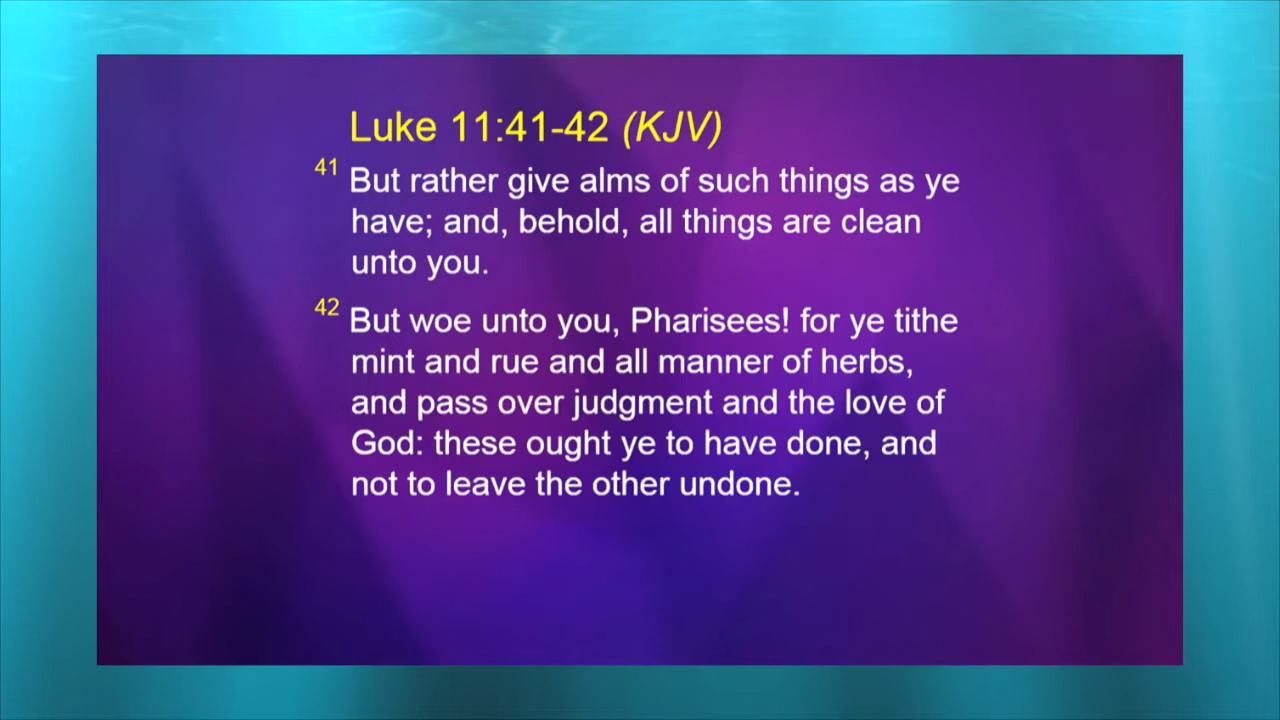 Luke 11:41-42 (KJV)
41 But rather give alms of such things as ye
have; and, behold, all things are clean
unto you.
42 But woe unto you, Pharisees! for ye tithe
mint and rue and all manner of herbs,
and pass over judgment and the love of
God: these ought ye to have done, and
not to leave the other undone.